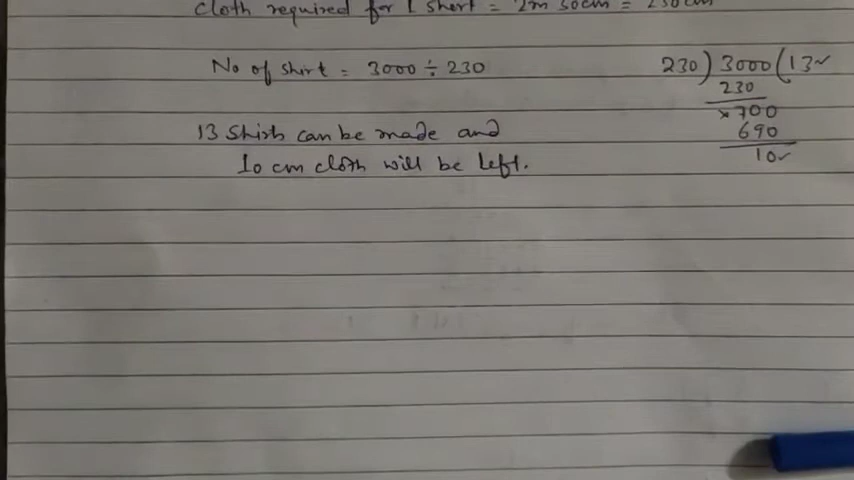 cloth required for 1 short = 2m 30cm = 230cm
No of shirt = 3000 ÷ 230
230) 3000 (13✓
230
×700
690
10✓
13 Shirts can be made and
10 cm cloth will be left.